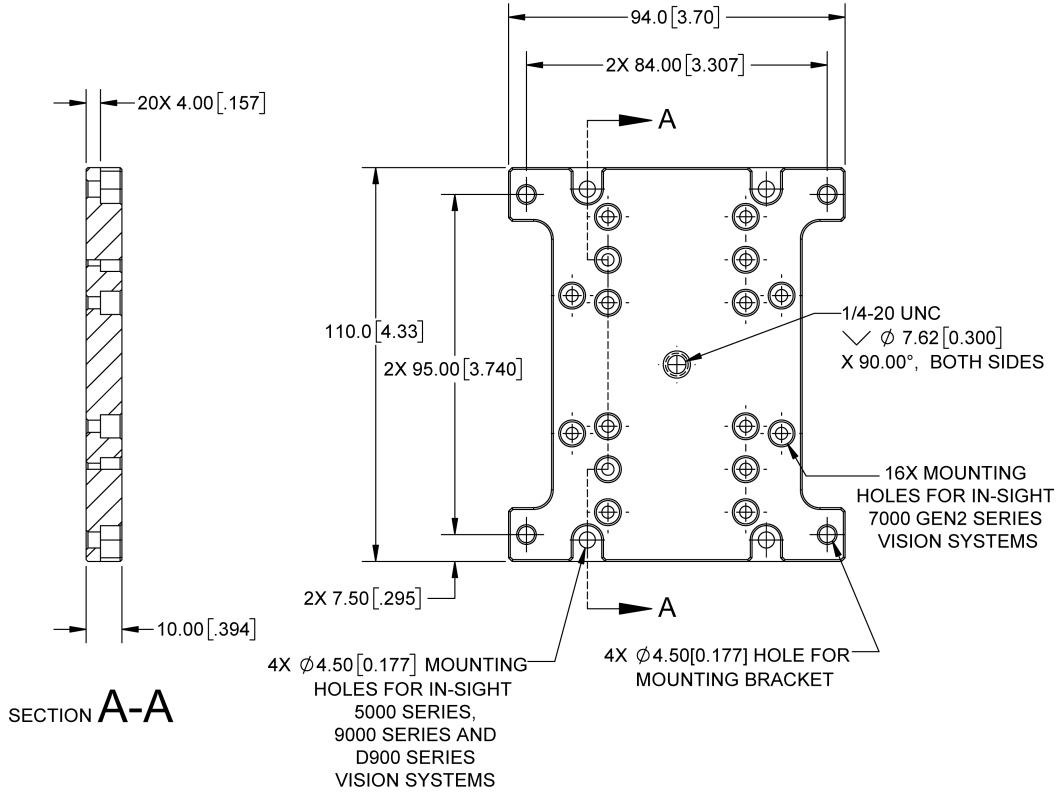 94.0 [3.70]
2X 84.00 [3.307]
20X 4.00 [.157]
A
110.0 [4.33]
2X 95.00 [3.740]
1/4-20 UNC
⌵ ∅ 7.62 [0.300]
X 90.00°, BOTH SIDES
16X MOUNTING
HOLES FOR IN-SIGHT
7000 GEN2 SERIES
VISION SYSTEMS
2X 7.50 [.295]
A
10.00 [.394]
4X ∅4.50 [0.177] MOUNTING
HOLES FOR IN-SIGHT
5000 SERIES,
9000 SERIES AND
D900 SERIES
VISION SYSTEMS
4X ∅4.50[0.177] HOLE FOR
MOUNTING BRACKET
SECTION A-A